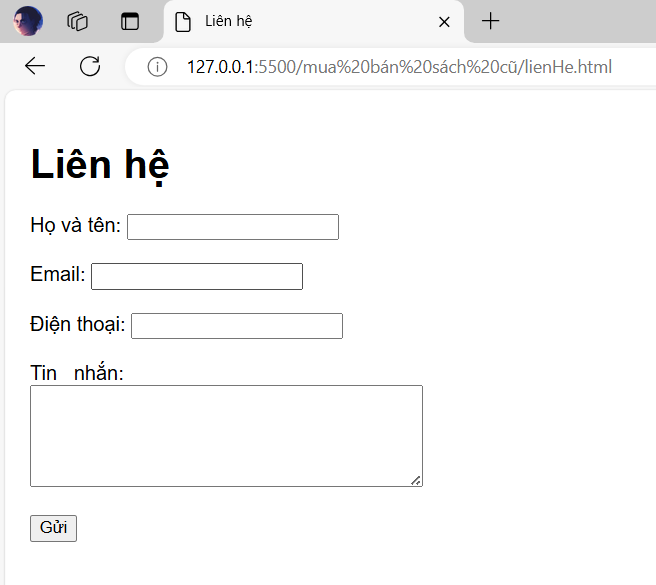 Liên hệ
127.0.0.1:5500/mua%20bán%20sách%20cũ/lienHe.html
Liên hệ
Họ và tên:
Email:
Điện thoại:
Tin   nhắn:
Gửi